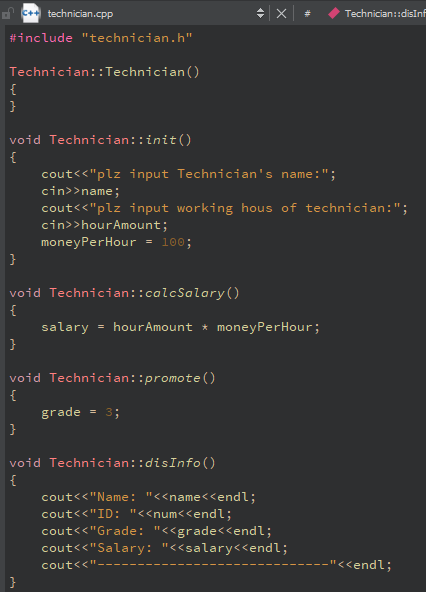 C++ technician.cpp # Technician::disInf
#include "technician.h"
Technician::Technician()
{
}
void Technician::init()
{
    cout<<"plz input Technician's name:";
    cin>>name;
    cout<<"plz input working hous of technician:";
    cin>>hourAmount;
    moneyPerHour = 100;
}
void Technician::calcSalary()
{
    salary = hourAmount * moneyPerHour;
}
void Technician::promote()
{
    grade = 3;
}
void Technician::disInfo()
{
    cout<<"Name: "<<name<<endl;
    cout<<"ID: "<<num<<endl;
    cout<<"Grade: "<<grade<<endl;
    cout<<"Salary: "<<salary<<endl;
    cout<<"-----------------------------"<<endl;
}